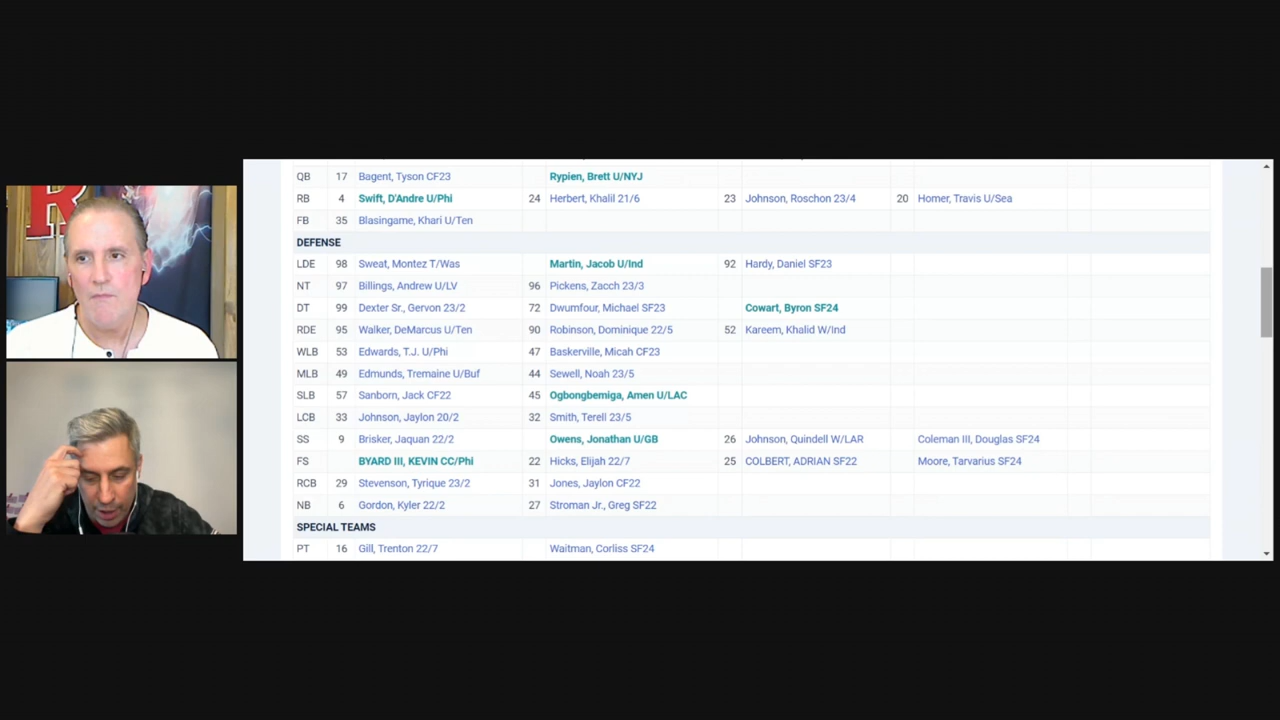 R
QB 17 Bagent, Tyson CF23 Rypien, Brett U/NYJ
RB 4 Swift, D'Andre U/Phi 24 Herbert, Khalil 21/6 23 Johnson, Roschon 23/4 20 Homer, Travis U/Sea
FB 35 Blasingame, Khari U/Ten
DEFENSE
LDE 98 Sweat, Montez T/Was Martin, Jacob U/Ind 92 Hardy, Daniel SF23
NT 97 Billings, Andrew U/LV 96 Pickens, Zacch 23/3
DT 99 Dexter Sr., Gervon 23/2 72 Dwumfour, Michael SF23 Cowart, Byron SF24
RDE 95 Walker, DeMarcus U/Ten 90 Robinson, Dominique 22/5 52 Kareem, Khalid W/Ind
WLB 53 Edwards, T.J. U/Phi 47 Baskerville, Micah CF23
MLB 49 Edmunds, Tremaine U/Buf 44 Sewell, Noah 23/5
SLB 57 Sanborn, Jack CF22 45 Ogbongbemiga, Amen U/LAC
LCB 33 Johnson, Jaylon 20/2 32 Smith, Terell 23/5
SS 9 Brisker, Jaquan 22/2 Owens, Jonathan U/GB 26 Johnson, Quindell W/LAR Coleman III, Douglas SF24
FS BYARD III, KEVIN CC/Phi 22 Hicks, Elijah 22/7 25 COLBERT, ADRIAN SF22 Moore, Tarvarius SF24
RCB 29 Stevenson, Tyrique 23/2 31 Jones, Jaylon CF22
NB 6 Gordon, Kyler 22/2 27 Stroman Jr., Greg SF22
SPECIAL TEAMS
PT 16 Gill, Trenton 22/7 Waitman, Corliss SF24